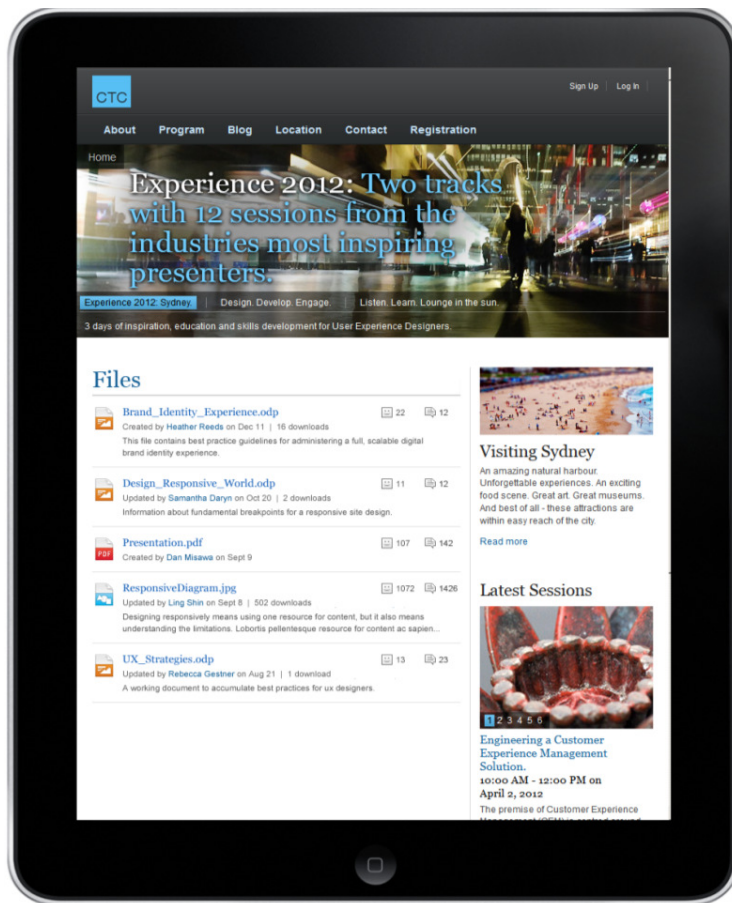 CTC
Sign Up
Log In
About Program Blog Location Contact Registration
Home
Experience 2012: Two tracks
with 12 sessions from the
industries most inspiring
presenters.
Experience 2012: Sydney. Design. Develop. Engage. Listen. Learn. Lounge in the sun.
3 days of inspiration, education and skills development for User Experience Designers.
Files
Brand_Identity_Experience.odp 22 12
Created by Heather Reeds on Dec 11 | 16 downloads
This file contains best practice guidelines for administering a full, scalable digital
brand identity experience.
Design_Responsive_World.odp 11 12
Updated by Samantha Daryn on Oct 20 | 2 downloads
Information about fundamental breakpoints for a responsive site design.
PDF
Presentation.pdf 107 142
Created by Dan Misawa on Sept 9
ResponsiveDiagram.jpg 1072 1426
Updated by Ling Shin on Sept 8 | 502 downloads
Designing responsively means using one resource for content, but it also means
understanding the limitations. Lobortis pellentesque resource for content ac sapien...
UX_Strategies.odp 13 23
Updated by Rebecca Gestner on Aug 21 | 1 download
A working document to accumulate best practices for ux designers.
Visiting Sydney
An amazing natural harbour.
Unforgettable experiences. An exciting
food scene. Great art. Great museums.
And best of all - these attractions are
within easy reach of the city.
Read more
Latest Sessions
1 2 3 4 5 6
Engineering a Customer
Experience Management
Solution.
10:00 AM - 12:00 PM on
April 2, 2012
The premise of Customer Experience
Management (CEM) is centred around